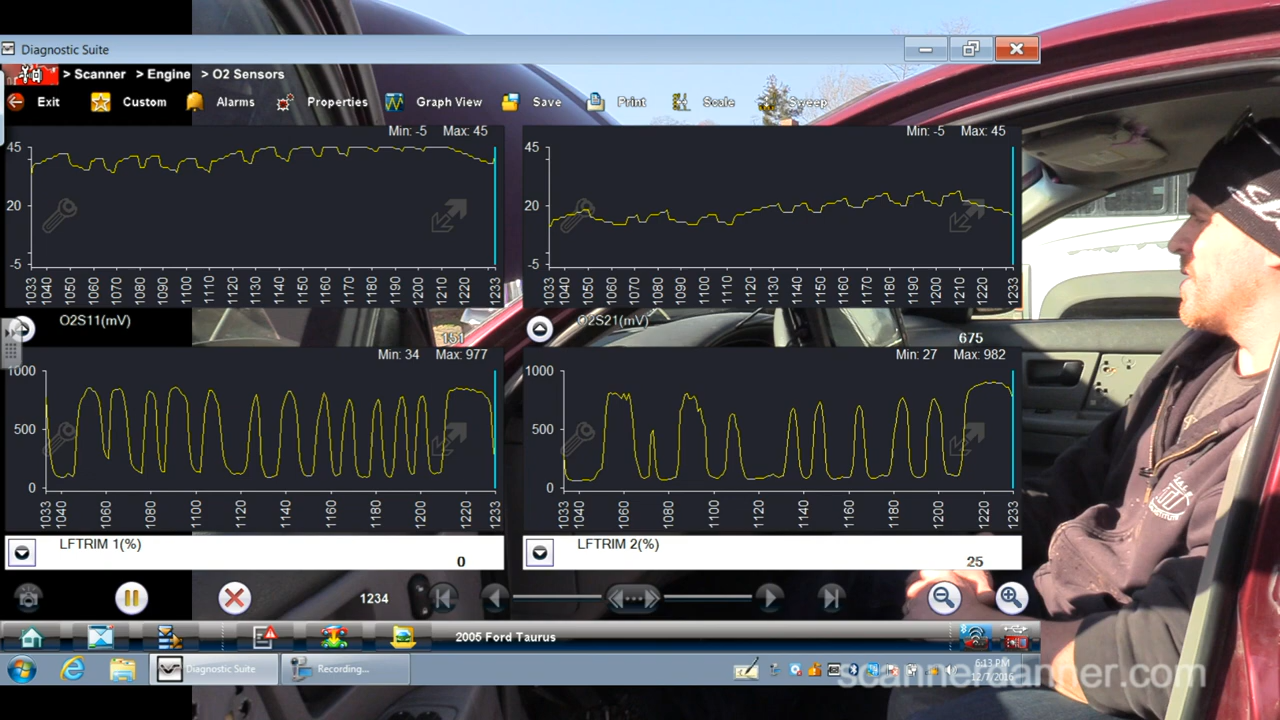 Diagnostic Suite
> Scanner > Engine > O2 Sensors
Exit Custom Alarms Properties Graph View Save Print Scale Sweep
Min: -5 Max: 45 Min: -5 Max: 45
45 45
20 20
-5 -5
1033 1040 1050 1060 1070 1080 1090 1100 1110 1120 1130 1140 1150 1160 1170 1180 1190 1200 1210 1220 1233
1033 1040 1050 1060 1070 1080 1090 1100 1110 1120 1130 1140 1150 1160 1170 1180 1190 1200 1210 1220 1233
O2S11(mV) 151 O2S21(mV) 675
Min: 34 Max: 977 Min: 27 Max: 982
1000 1000
500 500
0 0
1033 1040 1060 1080 1100 1120 1140 1160 1180 1200 1220 1233
1033 1040 1060 1080 1100 1120 1140 1160 1180 1200 1220 1233
LFTRIM 1(%) 0 LFTRIM 2(%) 25
1234
2005 Ford Taurus
Diagnostic Suite Recording... 6:13 PM
12/7/2016
scannerdanner.com